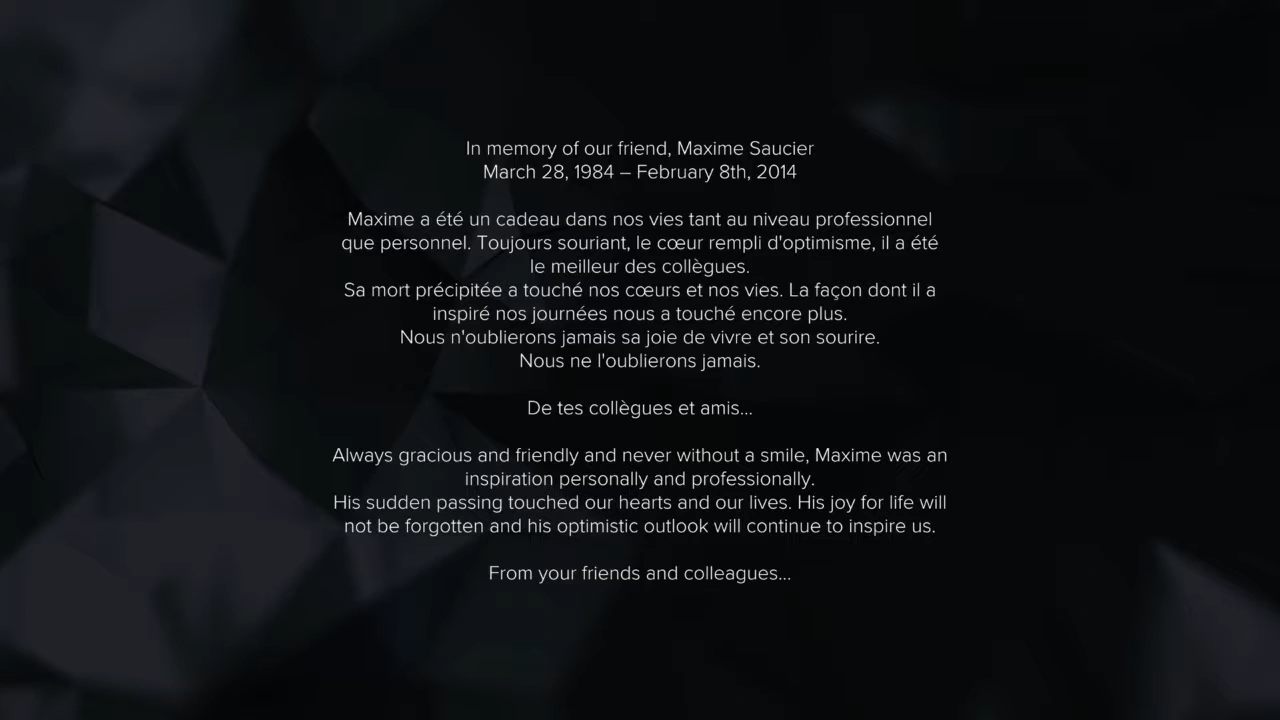 In memory of our friend, Maxime Saucier
March 28, 1984 – February 8th, 2014
Maxime a été un cadeau dans nos vies tant au niveau professionnel
que personnel. Toujours souriant, le cœur rempli d'optimisme, il a été
le meilleur des collègues.
Sa mort précipitée a touché nos cœurs et nos vies. La façon dont il a
inspiré nos journées nous a touché encore plus.
Nous n'oublierons jamais sa joie de vivre et son sourire.
Nous ne l'oublierons jamais.
De tes collègues et amis...
Always gracious and friendly and never without a smile, Maxime was an
inspiration personally and professionally.
His sudden passing touched our hearts and our lives. His joy for life will
not be forgotten and his optimistic outlook will continue to inspire us.
From your friends and colleagues...